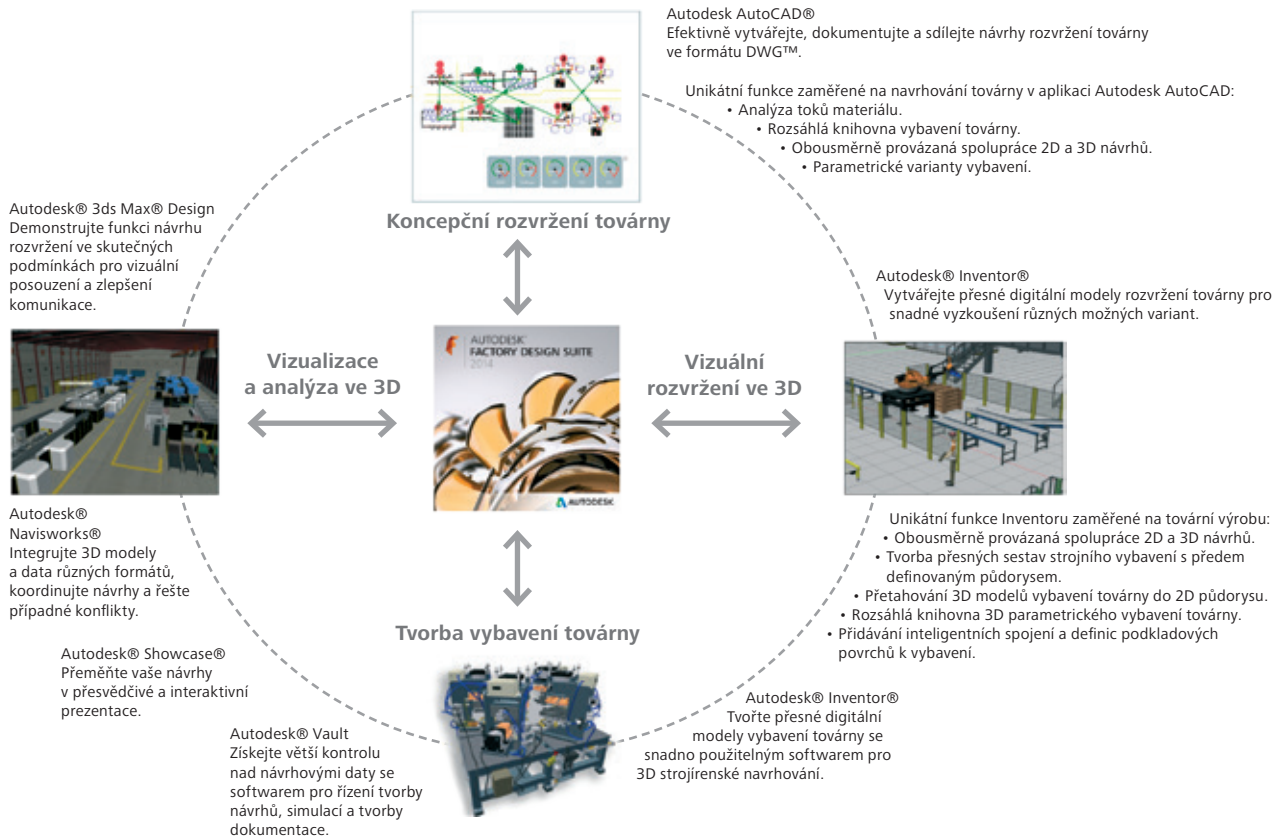 Autodesk AutoCAD®
Efektivně vytvářejte, dokumentujte a sdílejte návrhy rozvržení továrny
ve formátu DWG™.
Unikátní funkce zaměřené na navrhování továrny v aplikaci Autodesk AutoCAD:
• Analýza toků materiálu.
• Rozsáhlá knihovna vybavení továrny.
• Obousměrně provázaná spolupráce 2D a 3D návrhů.
• Parametrické varianty vybavení.
Koncepční rozvržení továrny
Autodesk® 3ds Max® Design
Demonstrujte funkci návrhu
rozvržení ve skutečných
podmínkách pro vizuální
posouzení a zlepšení
komunikace.
Autodesk® Inventor®
Vytvářejte přesné digitální modely rozvržení továrny pro
snadné vyzkoušení různých možných variant.
Vizualizace
a analýza ve 3D
AUTODESK®
FACTORY DESIGN SUITE
2014
AUTODESK
Vizuální
rozvržení ve 3D
Autodesk®
Navisworks®
Integrujte 3D modely
a data různých formátů,
koordinujte návrhy a řešte
případné konflikty.
Unikátní funkce Inventoru zaměřené na tovární výrobu:
• Obousměrně provázaná spolupráce 2D a 3D návrhů.
• Tvorba přesných sestav strojního vybavení s předem
definovaným půdorysem.
• Přetahování 3D modelů vybavení továrny do 2D půdorysu.
• Rozsáhlá knihovna 3D parametrického vybavení továrny.
• Přidávání inteligentních spojení a definic podkladových
povrchů k vybavení.
Tvorba vybavení továrny
Autodesk® Showcase®
Přeměňte vaše návrhy
v přesvědčivé a interaktivní
prezentace.
Autodesk® Vault
Získejte větší kontrolu
nad návrhovými daty se
softwarem pro řízení tvorby
návrhů, simulací a tvorby
dokumentace.
Autodesk® Inventor®
Tvořte přesné digitální
modely vybavení továrny se
snadno použitelným softwarem pro
3D strojírenské navrhování.